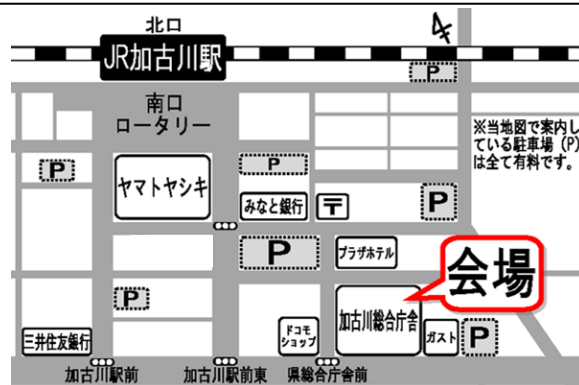 北口
JR加古川駅
P
南口
ロータリー
※当地図で案内し
ている駐車場（P）
は全て有料です。
P
P
ヤマトヤシキ
みなと銀行
〒
P
P
プラザホテル
会場
P
加古川総合庁舎
ドコモ
ショップ
ガスト
P
三井住友銀行
加古川駅前
加古川駅前東
県総合庁舎前